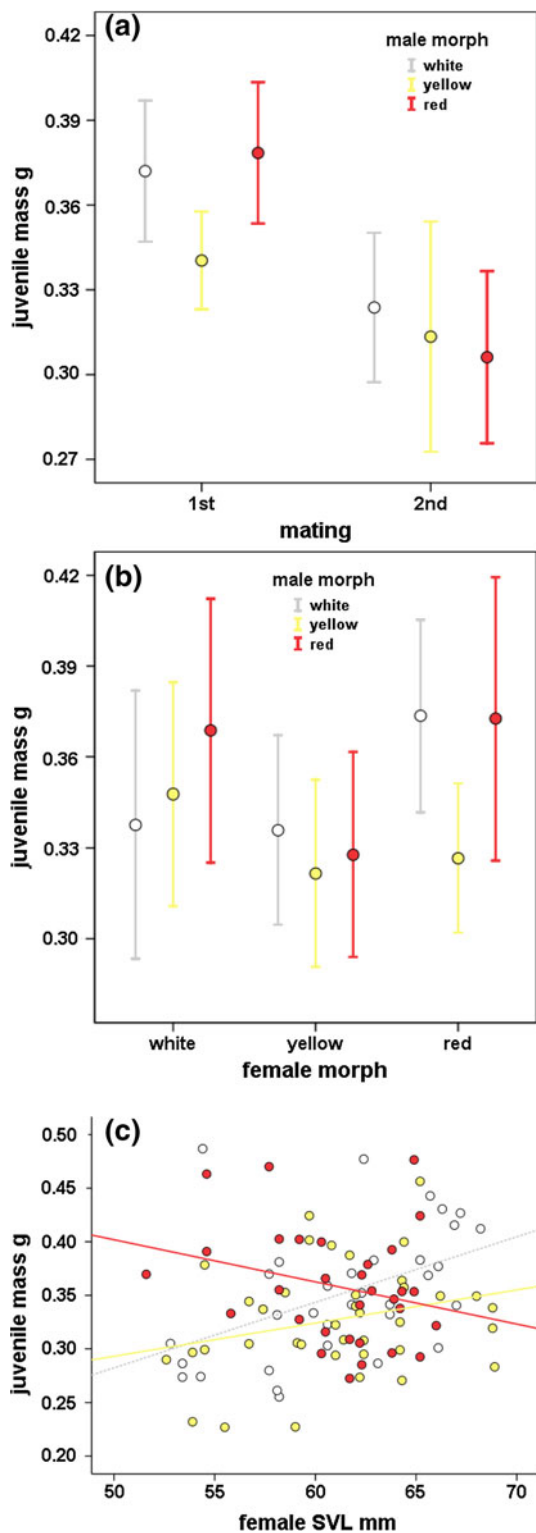 (a)
male morph
white
yellow
red
0.42
0.39
0.36
0.33
0.30
0.27
juvenile mass g
1st
2nd
mating
(b)
male morph
white
yellow
red
0.42
0.39
0.36
0.33
0.30
juvenile mass g
white
yellow
red
female morph
(c)
0.50
0.45
0.40
0.35
0.30
0.25
0.20
juvenile mass g
50
55
60
65
70
female SVL mm